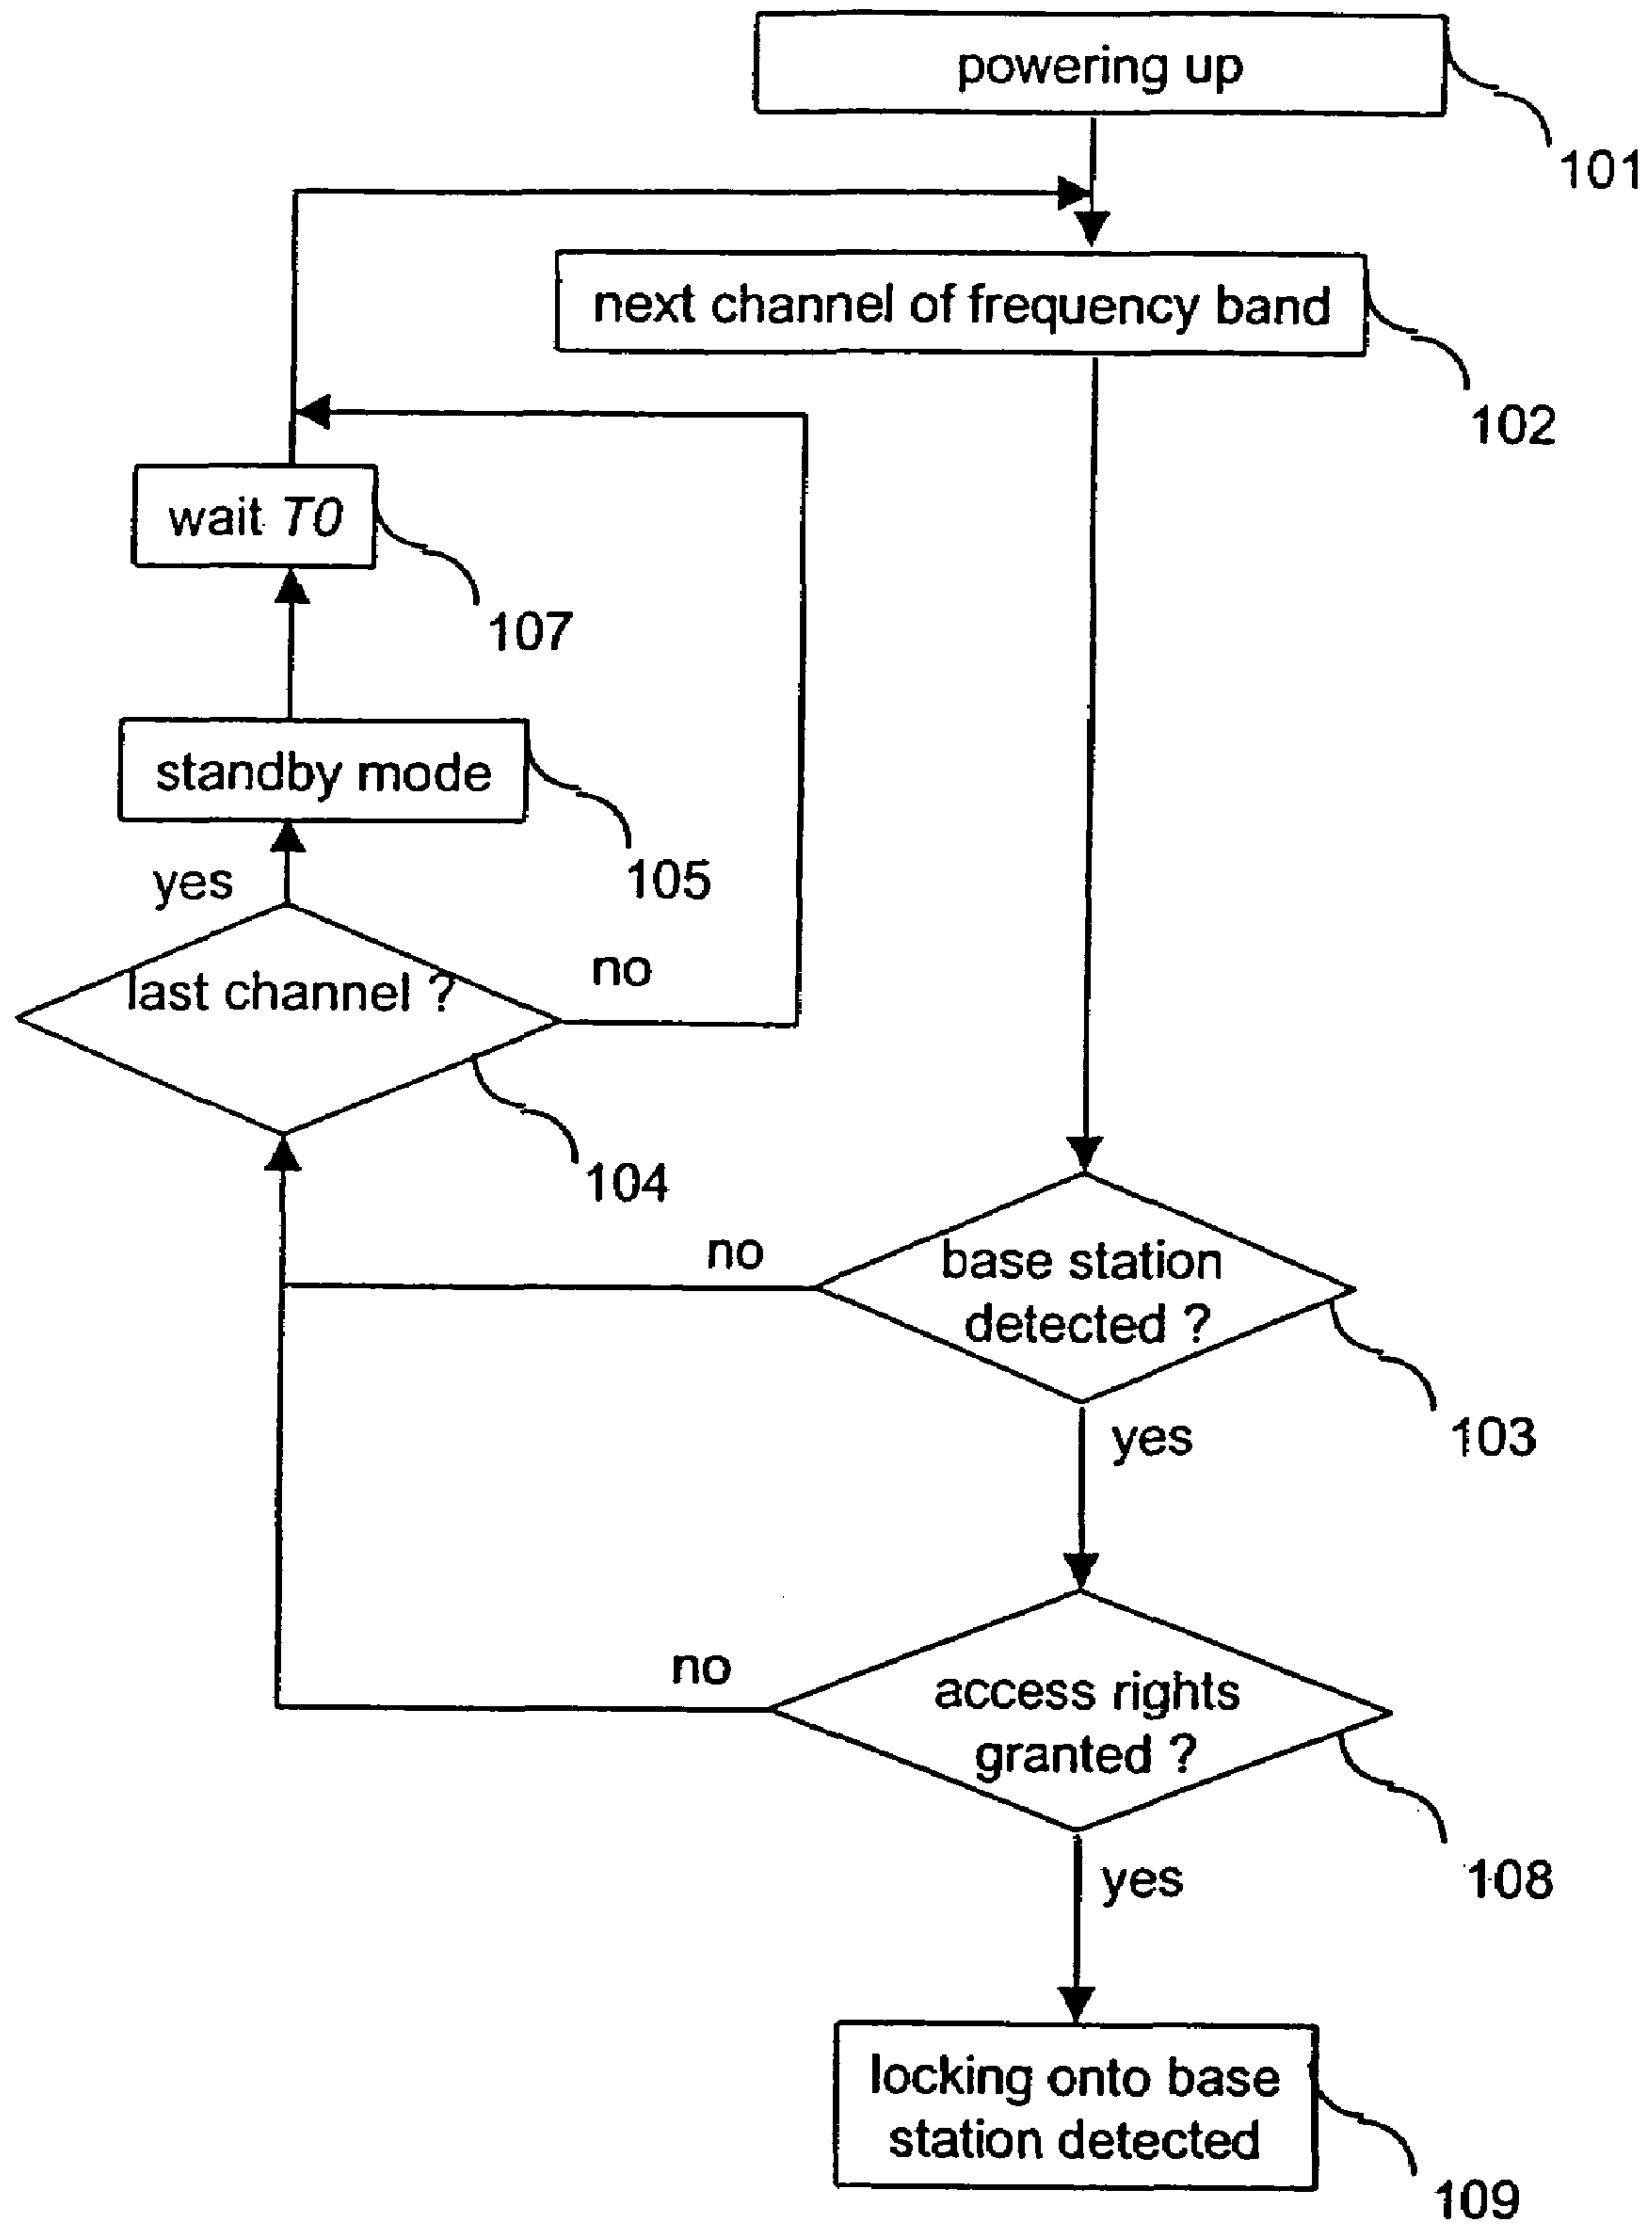 powering up
101
next channel of frequency band
102
wait T0
107
standby mode
105
yes
last channel ?
no
104
no
base station
detected ?
103
yes
no
access rights
granted ?
108
yes
locking onto base
station detected
109